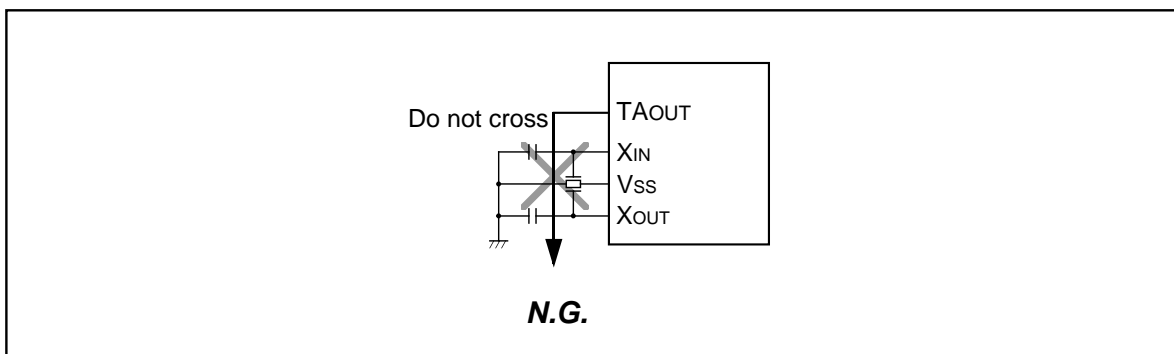 TAOUT
Do not cross
XIN
VSS
XOUT
N.G.